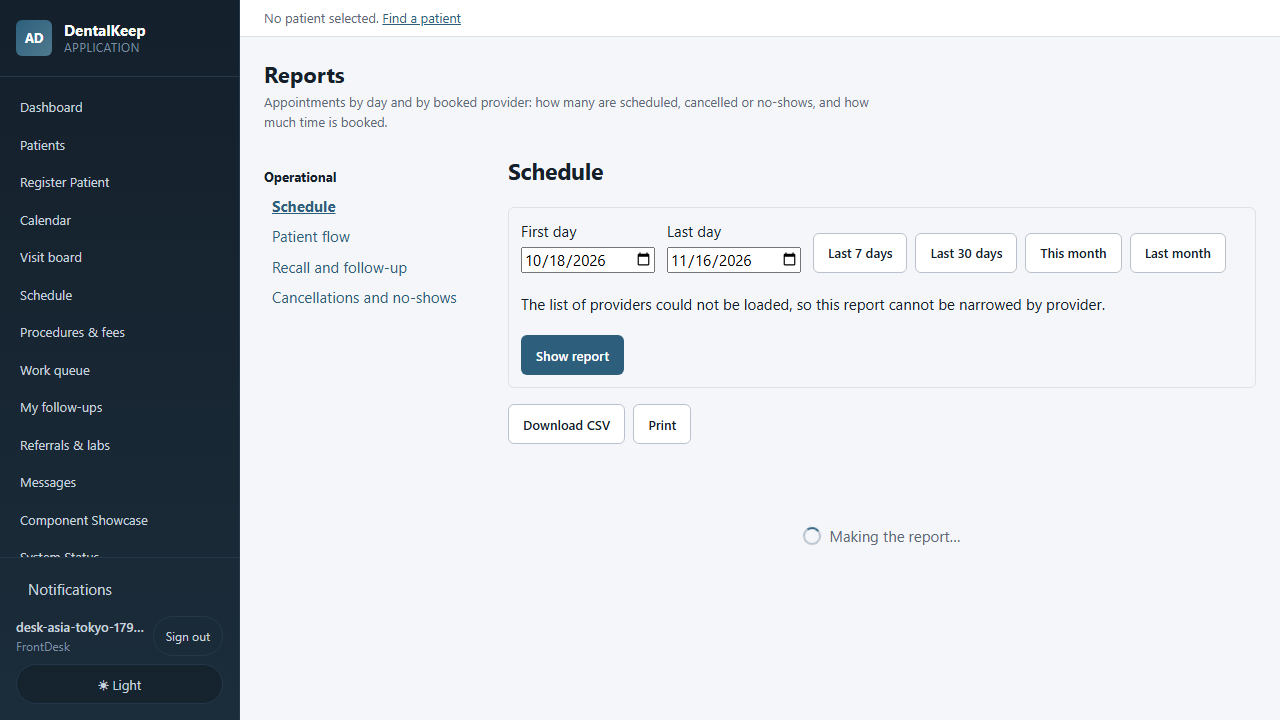 AD
DentalKeep
APPLICATION
Dashboard
Patients
Register Patient
Calendar
Visit board
Schedule
Procedures & fees
Work queue
My follow-ups
Referrals & labs
Messages
Component Showcase
System Status
Notifications
desk-asia-tokyo-179...
FrontDesk
Sign out
☀ Light
No patient selected. Find a patient
Reports
Appointments by day and by booked provider: how many are scheduled, cancelled or no-shows, and how
much time is booked.
Operational
Schedule
Patient flow
Recall and follow-up
Cancellations and no-shows
Schedule
First day
Last day
10/18/2026
11/16/2026
Last 7 days
Last 30 days
This month
Last month
The list of providers could not be loaded, so this report cannot be narrowed by provider.
Show report
Download CSV
Print
Making the report...